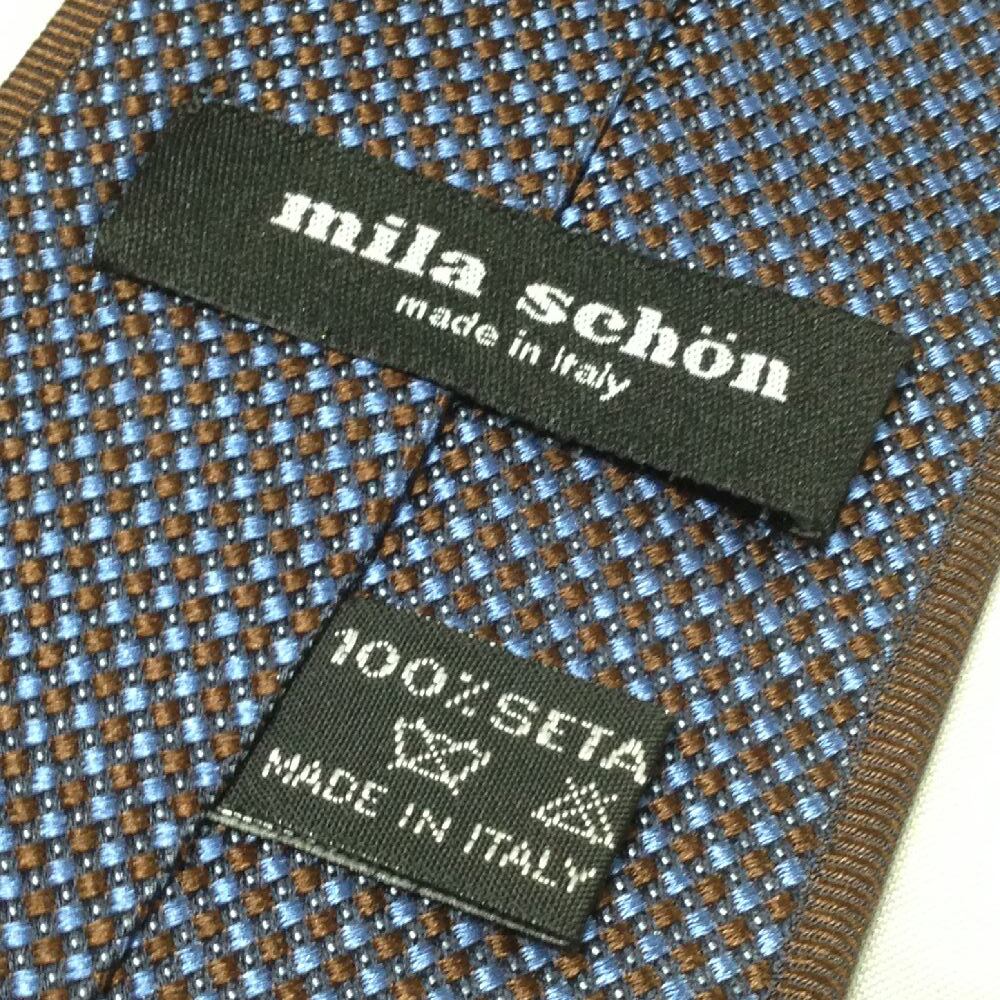 mila schön
made in Italy
100% SETA
MADE IN ITALY